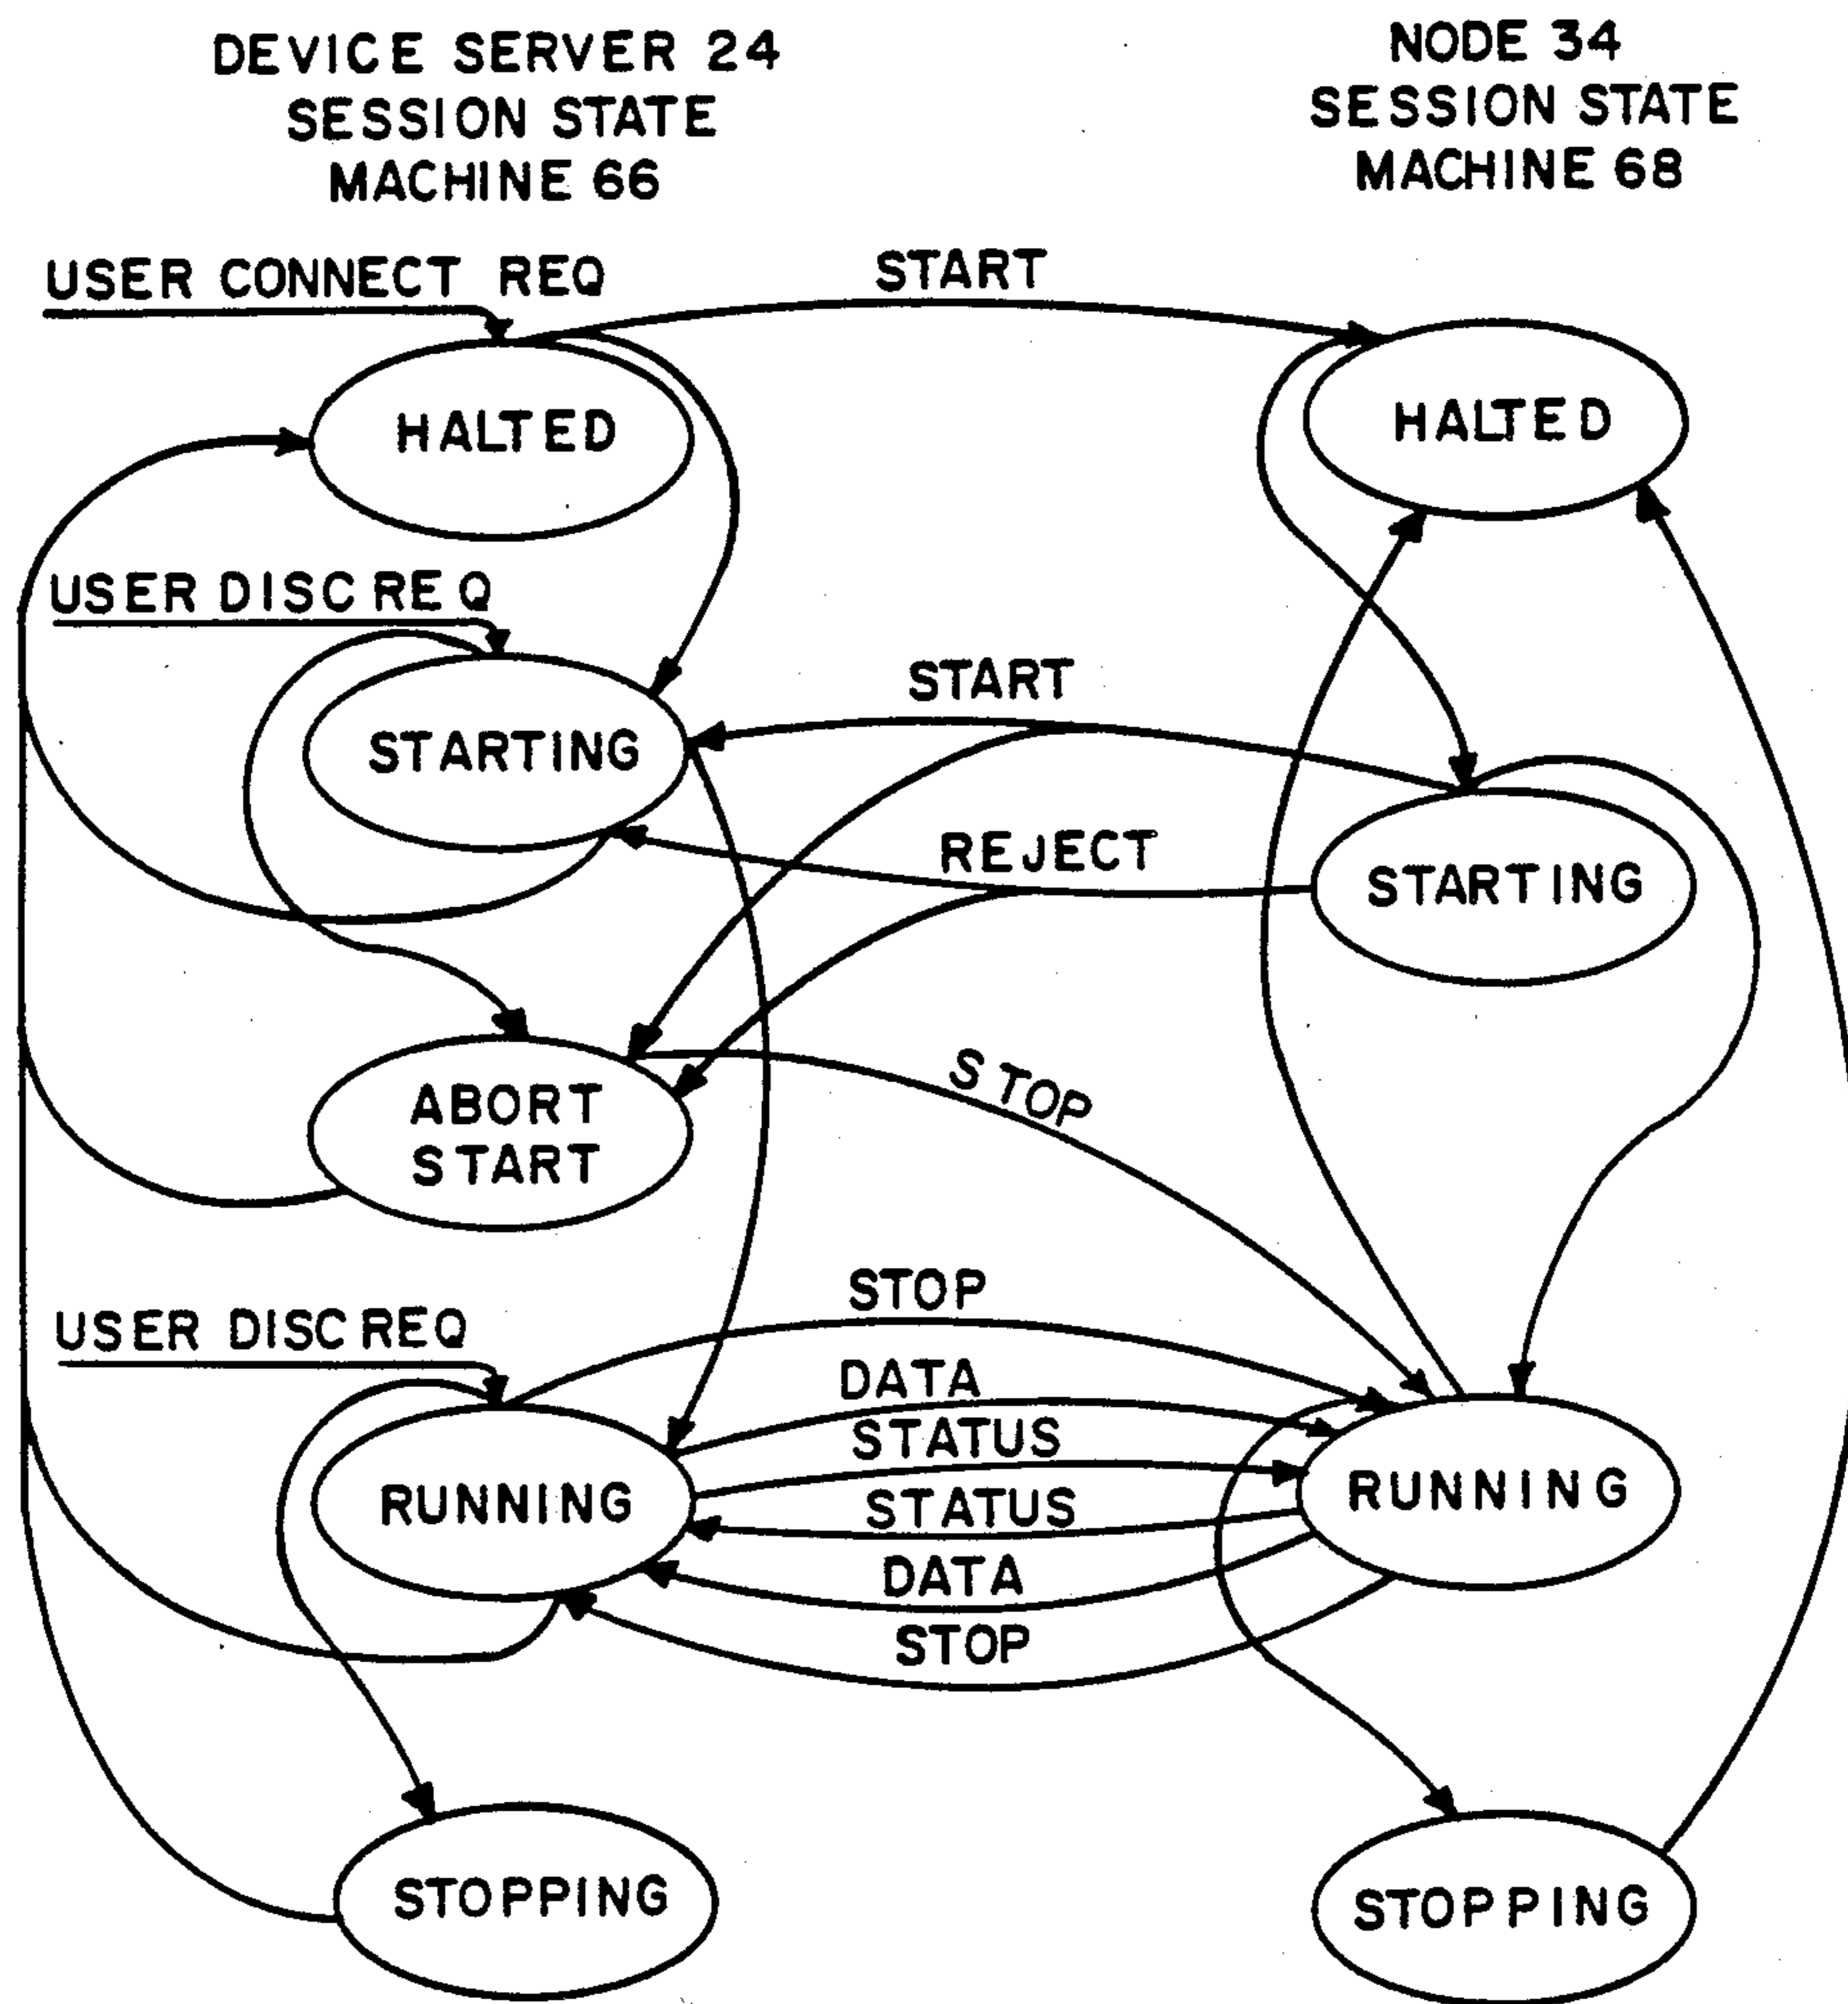 DEVICE SERVER 24
SESSION STATE
MACHINE 66
NODE 34
SESSION STATE
MACHINE 68
USER CONNECT REQ
START
HALTED
HALTED
USER DISC REQ
START
STARTING
REJECT
STARTING
STOP
ABORT
START
STOP
USER DISC REQ
DATA
STATUS
RUNNING
RUNNING
STATUS
DATA
STOP
STOPPING
STOPPING